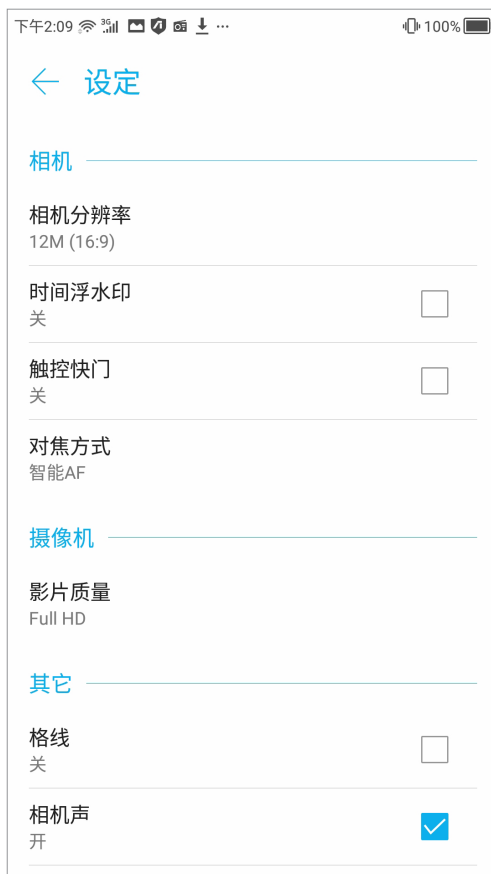 下午2:09 3G 100%
设定
相机
相机分辨率
12M (16:9)
时间浮水印
关
触控快门
关
对焦方式
智能AF
摄像机
影片质量
Full HD
其它
格线
关
相机声
开